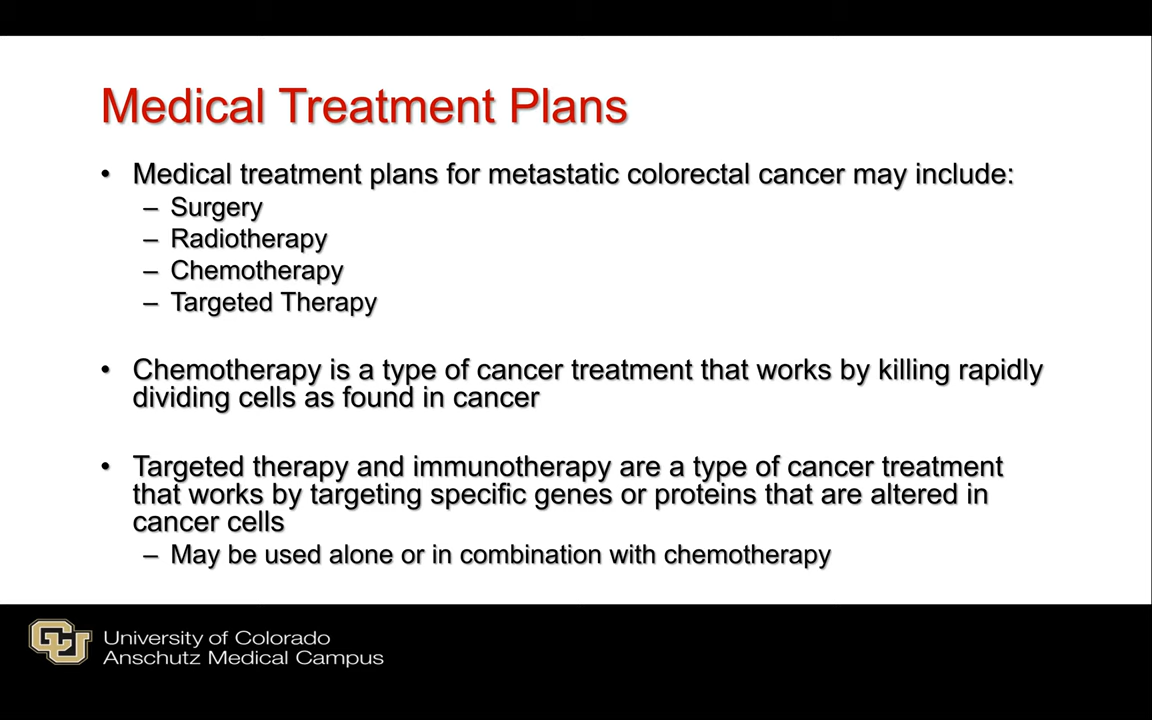 Medical Treatment Plans
• Medical treatment plans for metastatic colorectal cancer may include:
– Surgery
– Radiotherapy
– Chemotherapy
– Targeted Therapy
• Chemotherapy is a type of cancer treatment that works by killing rapidly
dividing cells as found in cancer
• Targeted therapy and immunotherapy are a type of cancer treatment
that works by targeting specific genes or proteins that are altered in
cancer cells
– May be used alone or in combination with chemotherapy
CU
University of Colorado
Anschutz Medical Campus